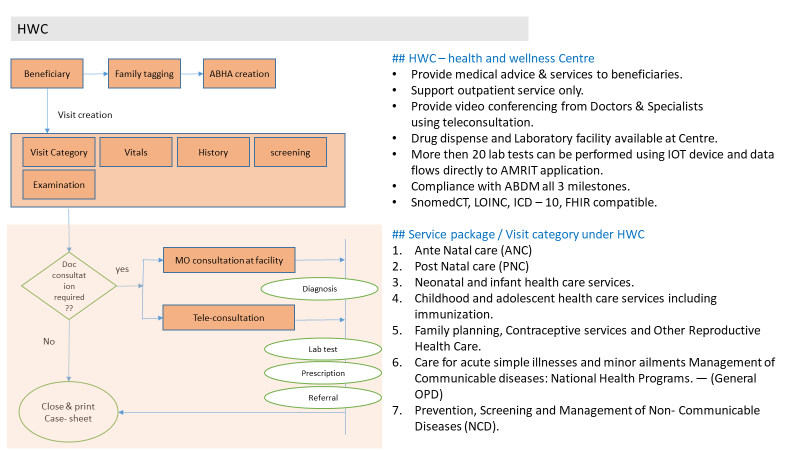 HWC
Beneficiary
Family tagging
ABHA creation
Visit creation
Visit Category
Vitals
History
screening
Examination
Doc
consultat
ion
required
??
yes
No
MO consultation at facility
Diagnosis
Tele-consultation
Lab test
Prescription
Referral
Close & print
Case- sheet
## HWC – health and wellness Centre
• Provide medical advice & services to beneficiaries.
• Support outpatient service only.
• Provide video conferencing from Doctors & Specialists
using teleconsultation.
• Drug dispense and Laboratory facility available at Centre.
• More then 20 lab tests can be performed using IOT device and data
flows directly to AMRIT application.
• Compliance with ABDM all 3 milestones.
• SnomedCT, LOINC, ICD – 10, FHIR compatible.
## Service package / Visit category under HWC
1. Ante Natal care (ANC)
2. Post Natal care (PNC)
3. Neonatal and infant health care services.
4. Childhood and adolescent health care services including
immunization.
5. Family planning, Contraceptive services and Other Reproductive
Health Care.
6. Care for acute simple illnesses and minor ailments Management of
Communicable diseases: National Health Programs. — (General
OPD)
7. Prevention, Screening and Management of Non- Communicable
Diseases (NCD).